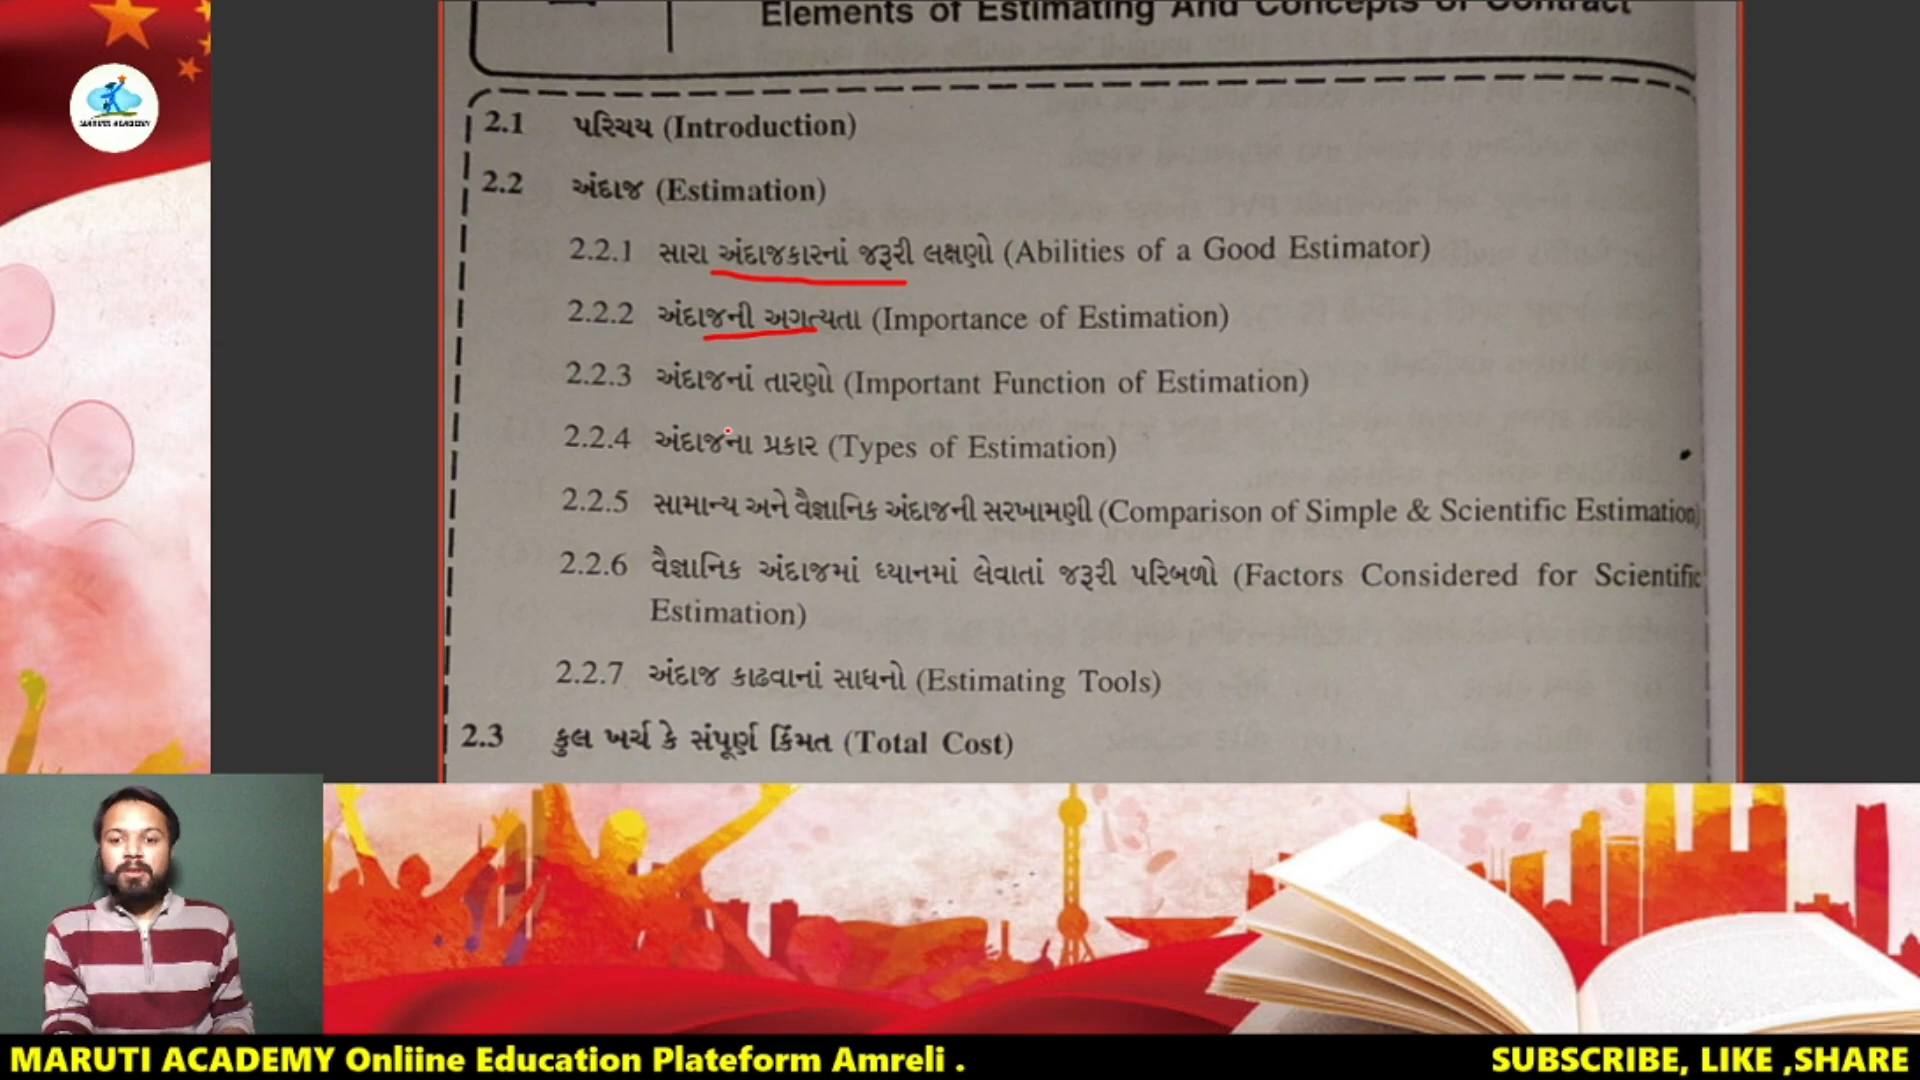 Elements of Estimating And Concepts of Contract
MARUTI ACADEMY
2.1 પરિચય (Introduction)
2.2 અંદાજ (Estimation)
2.2.1 સારા અંદાજકારનાં જરૂરી લક્ષણો (Abilities of a Good Estimator)
2.2.2 અંદાજની અગત્યતા (Importance of Estimation)
2.2.3 અંદાજનાં તારણો (Important Function of Estimation)
2.2.4 અંદાજના પ્રકાર (Types of Estimation)
2.2.5 સામાન્ય અને વૈજ્ઞાનિક અંદાજની સરખામણી (Comparison of Simple & Scientific Estimation)
2.2.6 વૈજ્ઞાનિક અંદાજમાં ધ્યાનમાં લેવાતાં જરૂરી પરિબળો (Factors Considered for Scientific
Estimation)
2.2.7 અંદાજ કાઢવાનાં સાધનો (Estimating Tools)
2.3 કુલ ખર્ચ કે સંપૂર્ણ કિંમત (Total Cost)
MARUTI ACADEMY Onliine Education Plateform Amreli .
SUBSCRIBE, LIKE ,SHARE